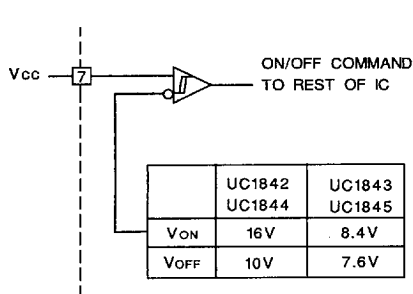 ON/OFF COMMAND
Vcc 7 TO REST OF IC
UC1842 UC1843
UC1844 UC1845
VON 16V 8.4V
VOFF 10V 7.6V